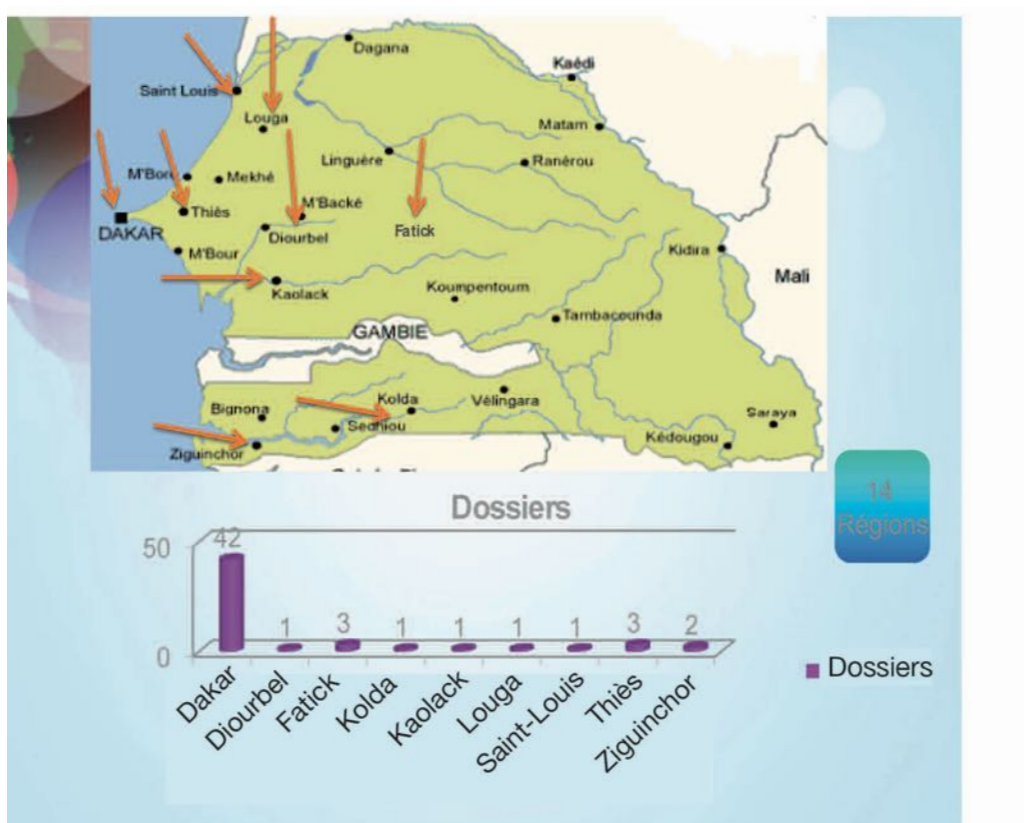 Dagana
Kaédi
Saint Louis
Louga
Matam
Linguère
Ranérou
M'Boro
Mekhé
M'Backé
Thiès
DAKAR
Diourbel
Fatick
M'Bour
Kidira
Mali
Kaolack
Koumpentoum
Tambacounda
GAMBIE
Kolda
Vélingara
Bignona
Sedhiou
Saraya
Kédougou
Ziguinchor
14
Régions
Dossiers
50
42
1
3
1
1
1
1
3
2
0
Dossiers
Dakar
Diourbel
Fatick
Kolda
Kaolack
Louga
Saint-Louis
Thiès
Ziguinchor